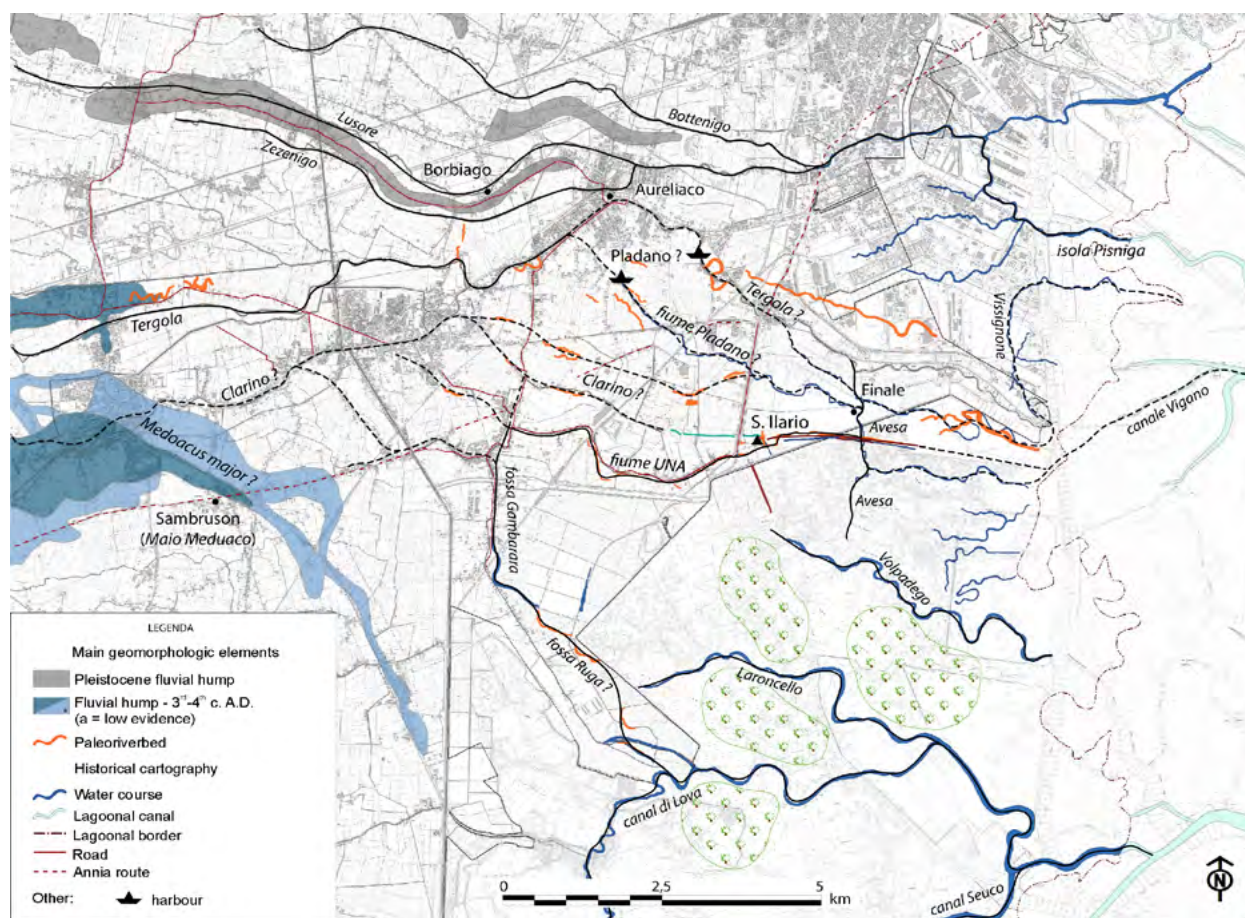 Lusore
Bottenigo
Zezenigo
Borbiago
Aureliaco
isola Pisniga
Pladano ?
Tergola ?
Vissignone
Tergola
fiume Pladano ?
Clarino ?
Clarino ?
Finale
canale Vigano
S. Ilario
Avesa
Medoacus major ?
fiume UNA
fossa Gambarara
Avesa
Sambruson
(Maio Meduaco)
Volpadego
fossa Ruga ?
Laroncello
canal di Lova
canal Seuco
LEGENDA
Main geomorphologic elements
Pleistocene fluvial hump
Fluvial hump - 3rd-4th c. A.D.
(a = low evidence)
Paleoriverbed
Historical cartography
Water course
Lagoonal canal
Lagoonal border
Road
Annia route
Other: harbour
0 2,5 5
km
N